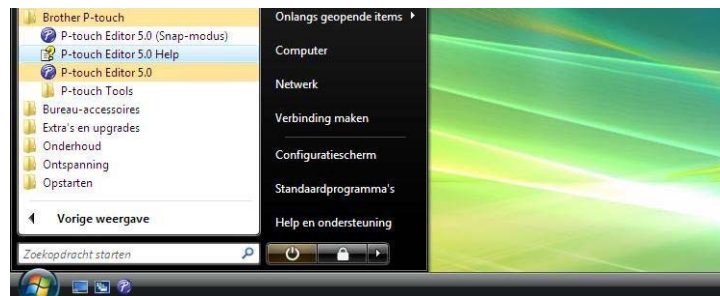 Brother P-touch
P-touch Editor 5.0 (Snap-modus)
P-touch Editor 5.0 Help
P-touch Editor 5.0
P-touch Tools
Bureau-accessoires
Extra's en upgrades
Onderhoud
Ontspanning
Opstarten
Vorige weergave
Zoekopdracht starten
Onlangs geopende items
Computer
Netwerk
Verbinding maken
Configuratiescherm
Standaardprogramma's
Help en ondersteuning